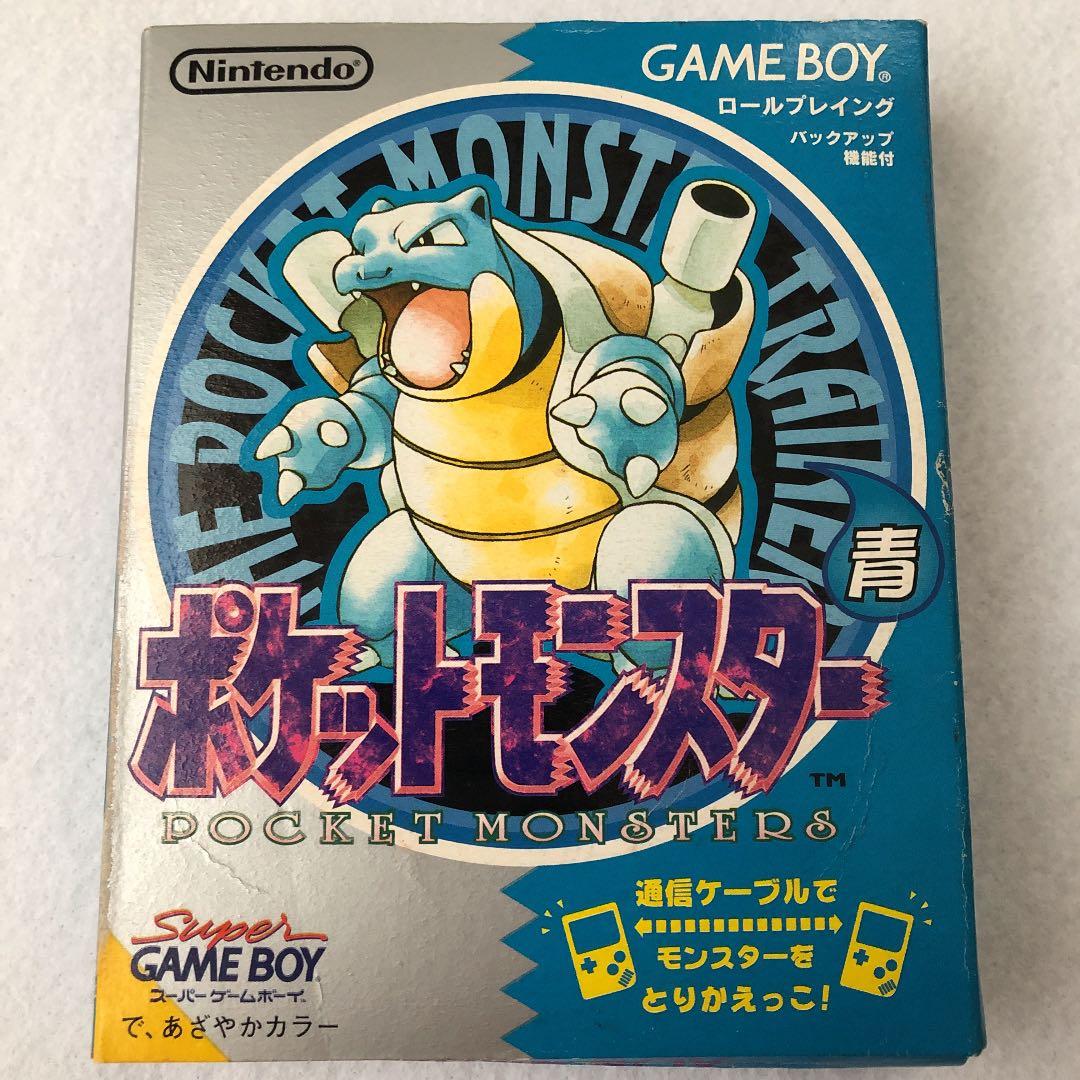 Nintendo®
GAME BOY®
ロールプレイング
バックアップ
機能付
THE POCKET MONSTER TRAINER
青
ポケットモンスター
TM
POCKET MONSTERS
通信ケーブルで
モンスターを
とりかえっこ!
Super
GAME BOY
スーパーゲームボーイ
で、あざやかカラー